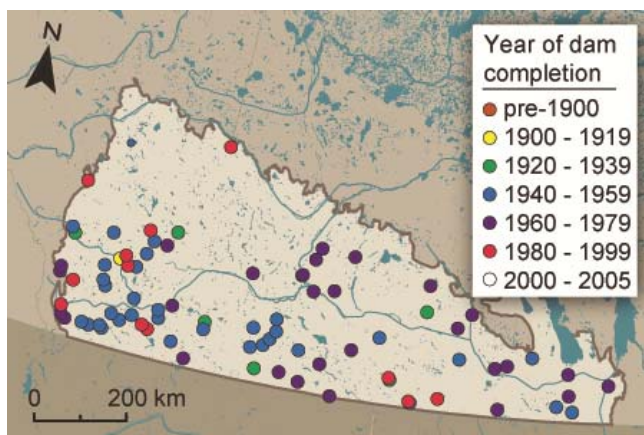 N
Year of dam
completion
pre-1900
1900 - 1919
1920 - 1939
1940 - 1959
1960 - 1979
1980 - 1999
2000 - 2005
0 200 km